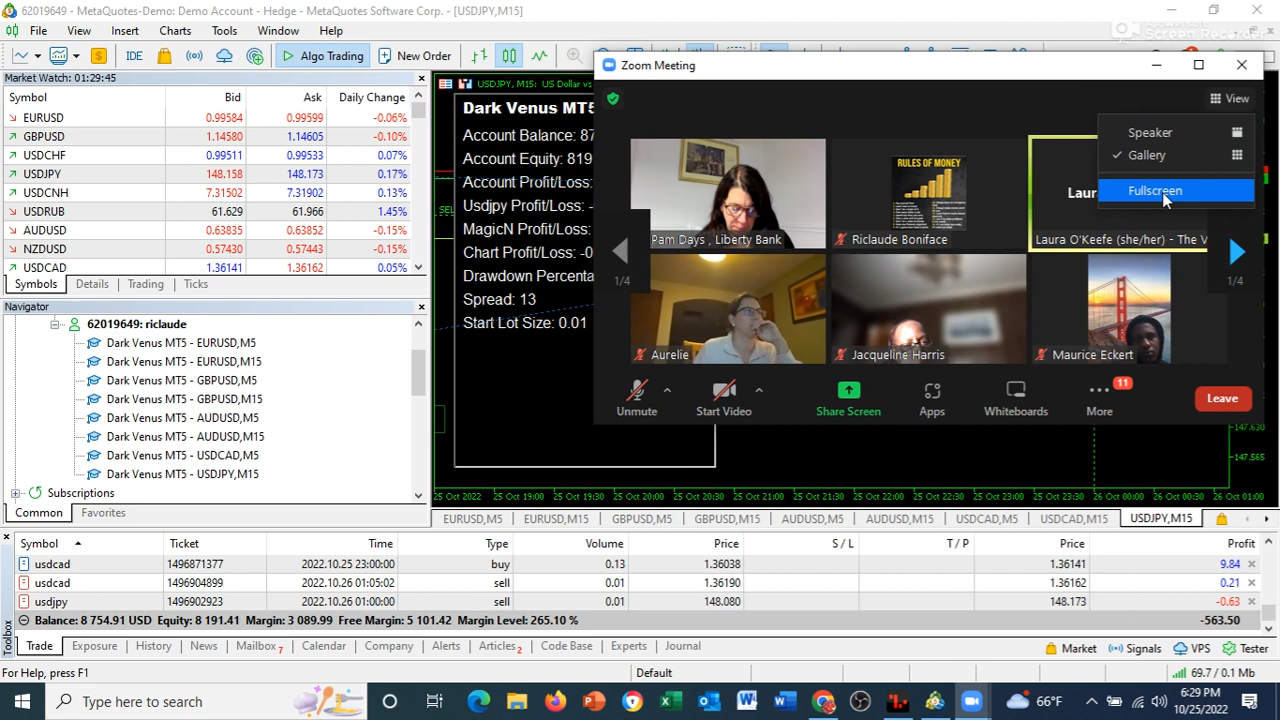 62019649 - MetaQuotes-Demo: Demo Account - Hedge - MetaQuotes Software Corp. - [USDJPY,M15]
File View Insert Charts Tools Window Help
IDE Algo Trading New Order
Market Watch: 01:29:45
Symbol Bid Ask Daily Change
EURUSD 0.99584 0.99599 -0.06%
GBPUSD 1.14580 1.14605 -0.10%
USDCHF 0.99511 0.99533 0.07%
USDJPY 148.158 148.173 0.17%
USDCNH 7.31502 7.31902 0.13%
USDRUB 61.966 1.45%
AUDUSD 0.63852 -0.15%
NZDUSD 0.57430 0.57443 -0.15%
USDCAD 1.36141 1.36162 0.05%
Symbols Details Trading Ticks
Navigator
62019649: riclaude
Dark Venus MT5 - EURUSD,M5
Dark Venus MT5 - EURUSD,M15
Dark Venus MT5 - GBPUSD,M5
Dark Venus MT5 - GBPUSD,M15
Dark Venus MT5 - AUDUSD,M5
Dark Venus MT5 - AUDUSD,M15
Dark Venus MT5 - USDCAD,M5
Dark Venus MT5 - USDJPY,M15
Subscriptions
Common Favorites
USDJPY, M15: US Dollar vs
Dark Venus MT5
Account Balance: 87
Account Equity: 819
Account Profit/Loss:
Usdjpy Profit/Loss: -
MagicN Profit/Loss:
Chart Profit/Loss: -0
Drawdown Percenta
Spread: 13
Start Lot Size: 0.01
Zoom Meeting
View
Speaker
Gallery
Fullscreen
RULES OF MONEY
Laura
Pam Days , Liberty Bank
Riclaude Boniface
Laura O'Keefe (she/her) - The V
1/4
1/4
Aurelie
Jacqueline Harris
Maurice Eckert
Unmute Start Video Share Screen Apps Whiteboards More 11 Leave
147.630
147.565
25 Oct 2022 25 Oct 19:00 25 Oct 19:30 25 Oct 20:00 25 Oct 20:30 25 Oct 21:00 25 Oct 21:30 25 Oct 22:00 25 Oct 22:30 25 Oct 23:00 25 Oct 23:30 26 Oct 00:00 26 Oct 00:30 26 Oct 01:00
EURUSD,M5 EURUSD,M15 GBPUSD,M5 GBPUSD,M15 AUDUSD,M5 AUDUSD,M15 USDCAD,M5 USDCAD,M15 USDJPY,M15
Symbol Ticket Time Type Volume Price S / L T / P Price Profit
usdcad 1496871377 2022.10.25 23:00:00 buy 0.13 1.36038 1.36141 9.84
usdcad 1496904899 2022.10.26 01:05:02 sell 0.01 1.36190 1.36162 0.21
usdjpy 1496902923 2022.10.26 01:00:00 sell 0.01 148.080 148.173 -0.63
Balance: 8 754.91 USD Equity: 8 191.41 Margin: 3 089.99 Free Margin: 5 101.42 Margin Level: 265.10 % -563.50
Toolbox
Trade Exposure History News Mailbox 7 Calendar Company Alerts Articles 2 Code Base Experts Journal
Market Signals VPS Tester
For Help, press F1 Default 69.7 / 0.1 Mb
Type here to search
66°F
6:29 PM
10/25/2022